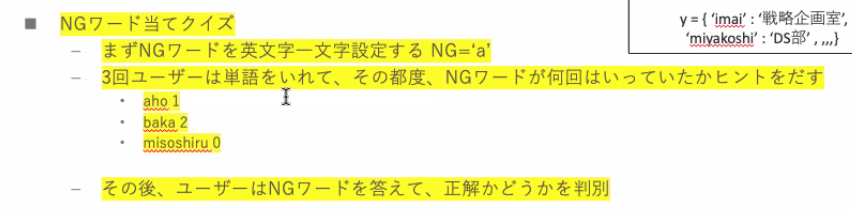 NGワード当てクイズ
まずNGワードを英文字一文字設定する NG=‘a’
3回ユーザーは単語をいれて、その都度、NGワードが何回はいっていたかヒントをだす
aho 1
baka 2
misoshiru 0
その後、ユーザーはNGワードを答えて、正解かどうかを判別
y = { ‘imai’ : ‘戦略企画室’,
‘miyakoshi’ : ‘DS部’ , ,,,}